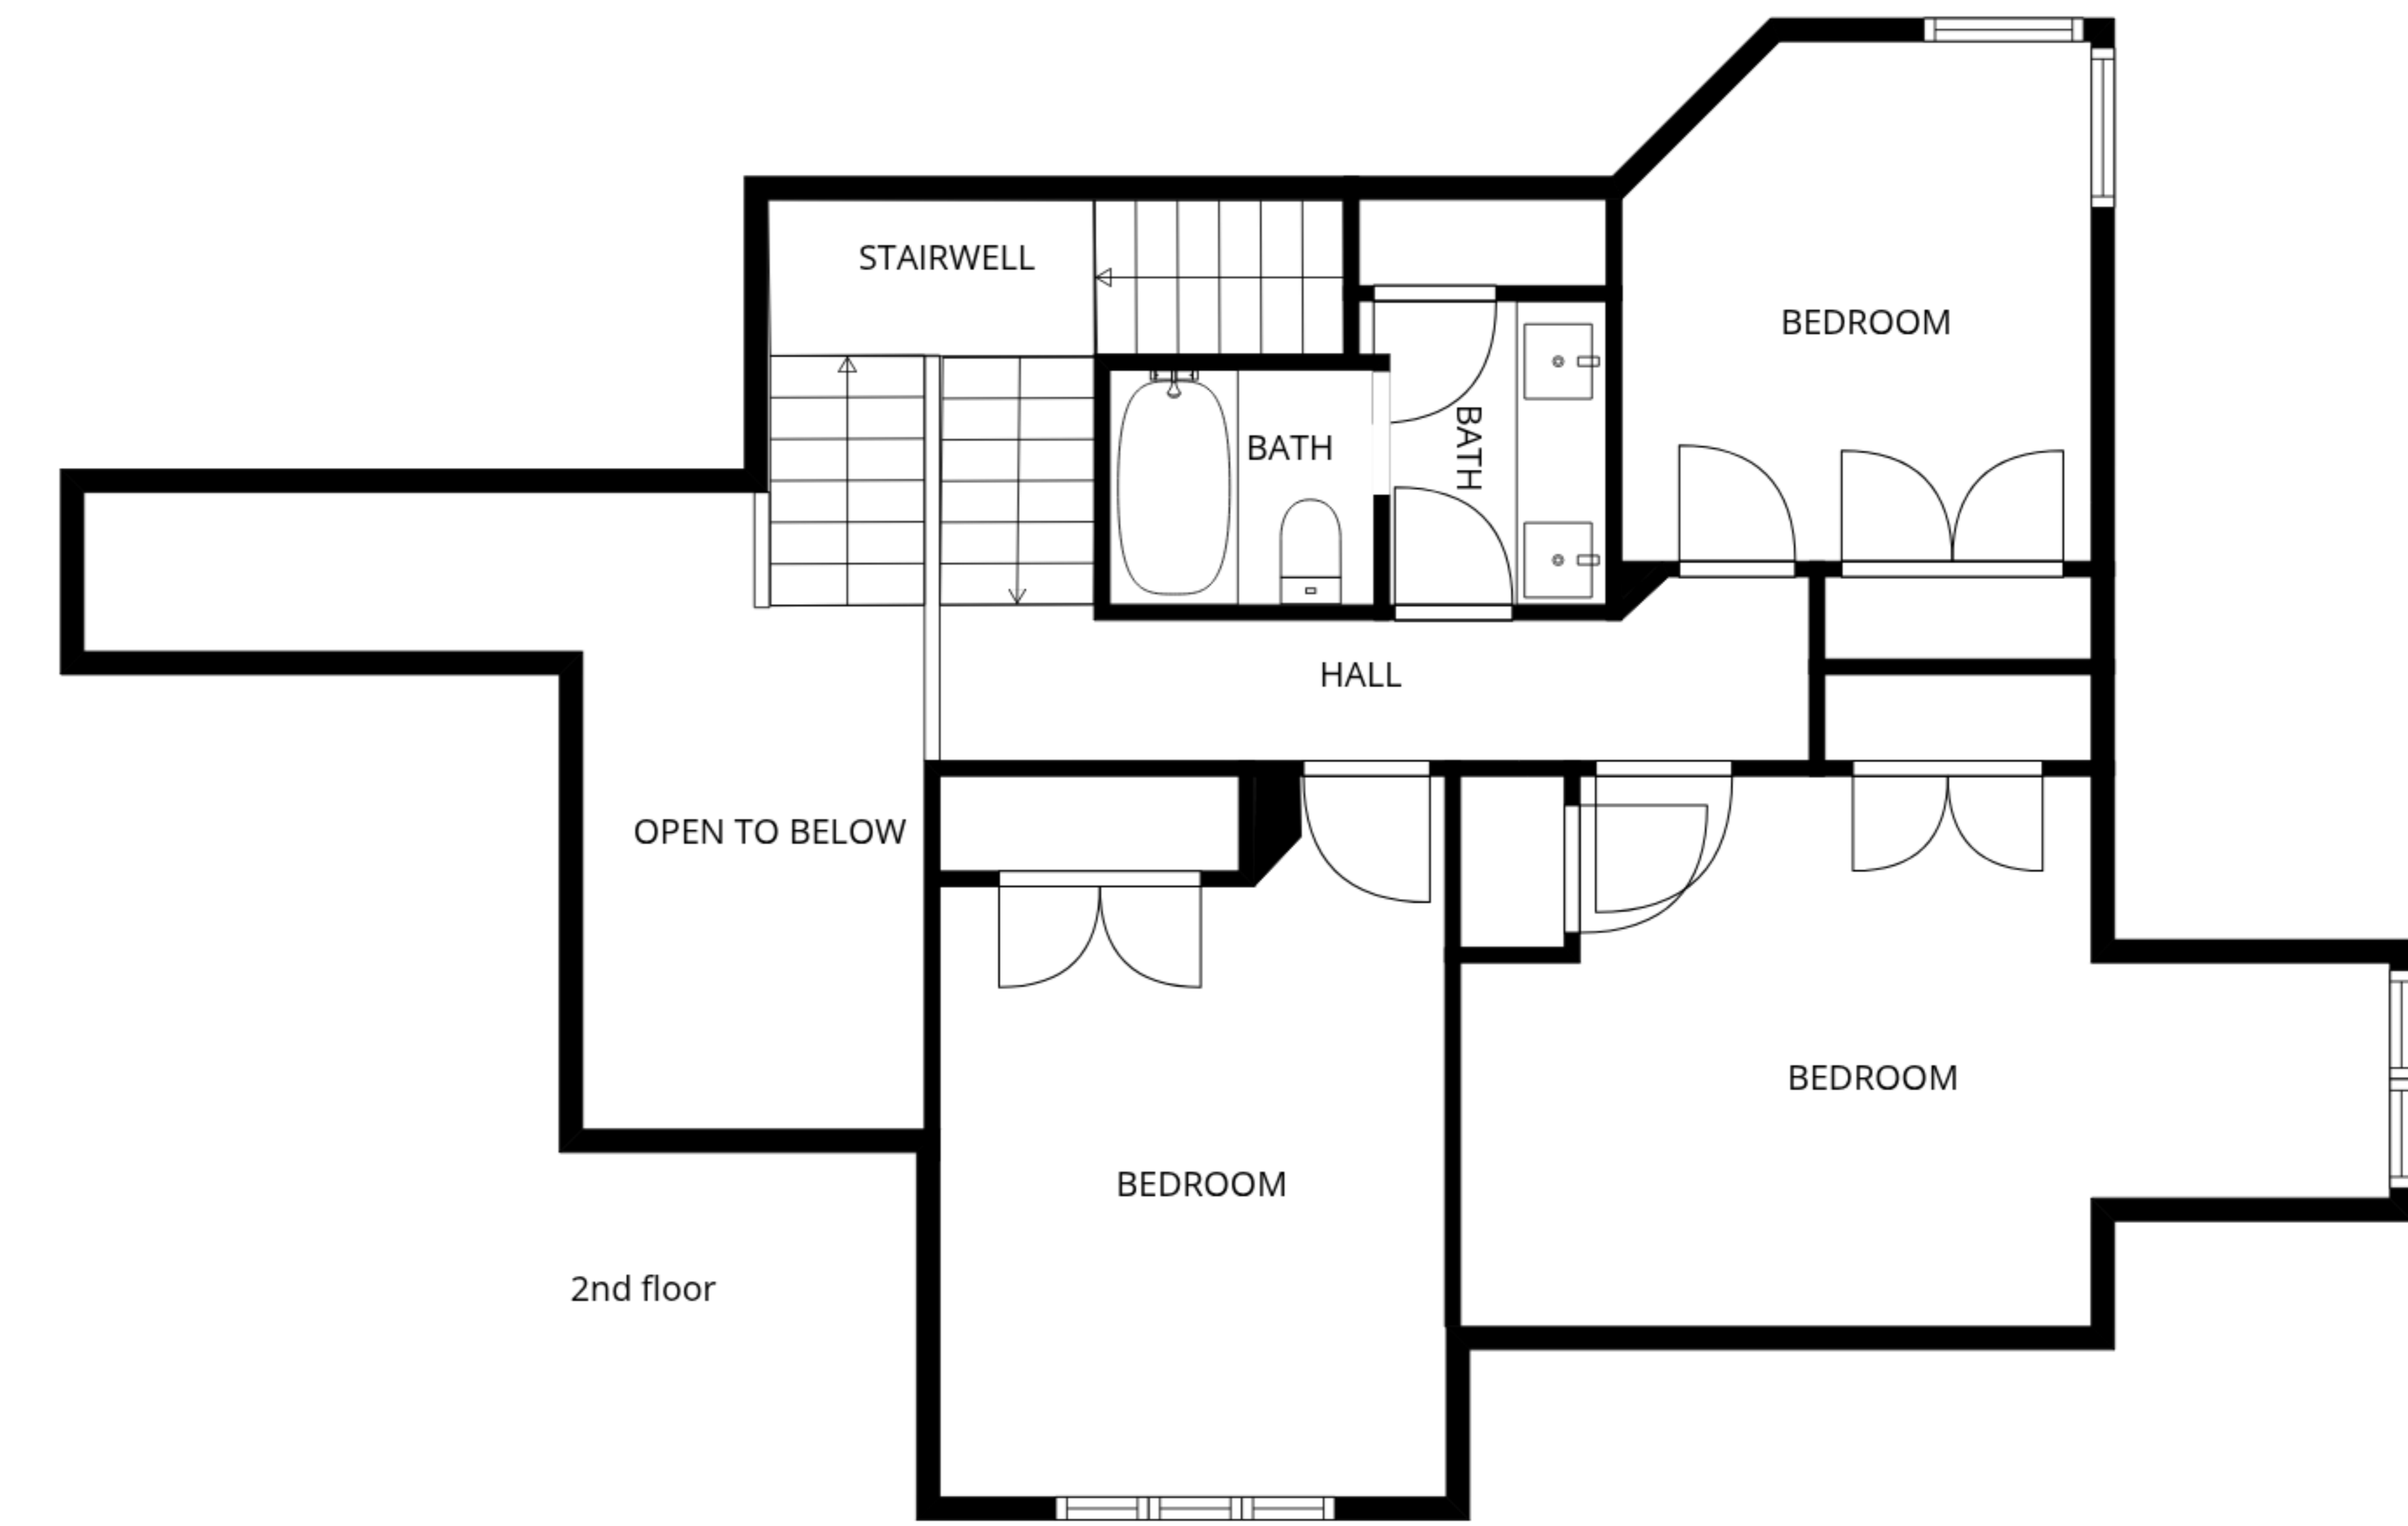 STAIRWELL
BEDROOM
BATH
BATH
HALL
OPEN TO BELOW
BEDROOM
BEDROOM
2nd floor